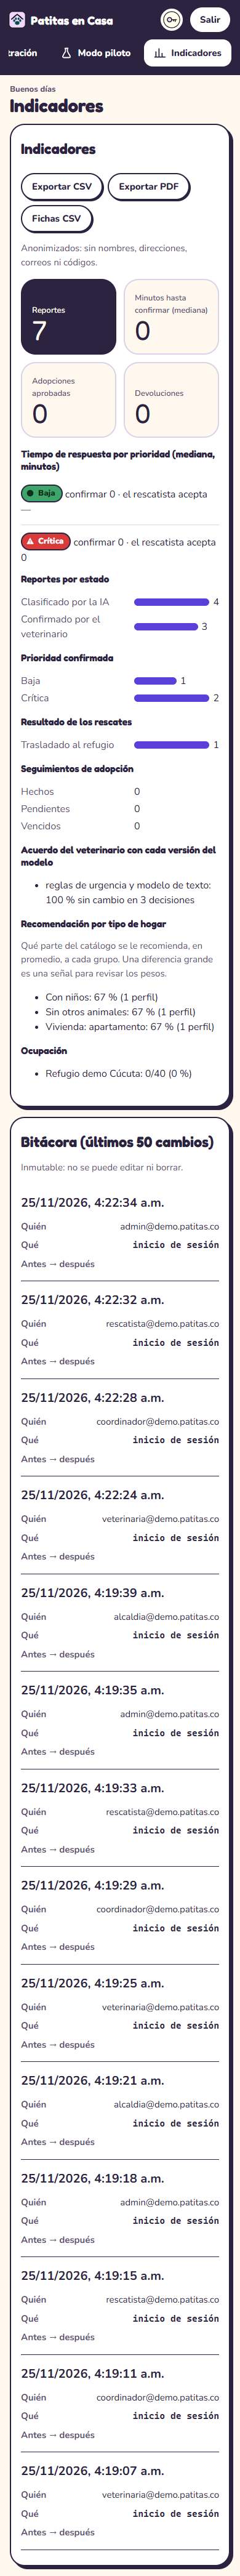 Patitas en Casa
Salir
tración
Modo piloto
Indicadores
Buenos días
Indicadores
Indicadores
Exportar CSV
Exportar PDF
Fichas CSV
Anonimizados: sin nombres, direcciones,
correos ni códigos.
Reportes
7
Minutos hasta
confirmar (mediana)
0
Adopciones
aprobadas
0
Devoluciones
0
Tiempo de respuesta por prioridad (mediana,
minutos)
Baja confirmar 0 · el rescatista acepta
—
Crítica confirmar 0 · el rescatista acepta
0
Reportes por estado
Clasificado por la IA 4
Confirmado por el
veterinario 3
Prioridad confirmada
Baja 1
Crítica 2
Resultado de los rescates
Trasladado al refugio 1
Seguimientos de adopción
Hechos 0
Pendientes 0
Vencidos 0
Acuerdo del veterinario con cada versión del
modelo
• reglas de urgencia y modelo de texto:
100 % sin cambio en 3 decisiones
Recomendación por tipo de hogar
Qué parte del catálogo se le recomienda, en
promedio, a cada grupo. Una diferencia grande
es una señal para revisar los pesos.
• Con niños: 67 % (1 perfil)
• Sin otros animales: 67 % (1 perfil)
• Vivienda: apartamento: 67 % (1 perfil)
Ocupación
• Refugio demo Cúcuta: 0/40 (0 %)
Bitácora (últimos 50 cambios)
Inmutable: no se puede editar ni borrar.
25/11/2026, 4:22:34 a.m.
Quién admin@demo.patitas.co
Qué inicio de sesión
Antes → después
25/11/2026, 4:22:32 a.m.
Quién rescatista@demo.patitas.co
Qué inicio de sesión
Antes → después
25/11/2026, 4:22:28 a.m.
Quién coordinador@demo.patitas.co
Qué inicio de sesión
Antes → después
25/11/2026, 4:22:24 a.m.
Quién veterinaria@demo.patitas.co
Qué inicio de sesión
Antes → después
25/11/2026, 4:19:39 a.m.
Quién alcaldia@demo.patitas.co
Qué inicio de sesión
Antes → después
25/11/2026, 4:19:35 a.m.
Quién admin@demo.patitas.co
Qué inicio de sesión
Antes → después
25/11/2026, 4:19:33 a.m.
Quién rescatista@demo.patitas.co
Qué inicio de sesión
Antes → después
25/11/2026, 4:19:29 a.m.
Quién coordinador@demo.patitas.co
Qué inicio de sesión
Antes → después
25/11/2026, 4:19:25 a.m.
Quién veterinaria@demo.patitas.co
Qué inicio de sesión
Antes → después
25/11/2026, 4:19:21 a.m.
Quién alcaldia@demo.patitas.co
Qué inicio de sesión
Antes → después
25/11/2026, 4:19:18 a.m.
Quién admin@demo.patitas.co
Qué inicio de sesión
Antes → después
25/11/2026, 4:19:15 a.m.
Quién rescatista@demo.patitas.co
Qué inicio de sesión
Antes → después
25/11/2026, 4:19:11 a.m.
Quién coordinador@demo.patitas.co
Qué inicio de sesión
Antes → después
25/11/2026, 4:19:07 a.m.
Quién veterinaria@demo.patitas.co
Qué inicio de sesión
Antes → después